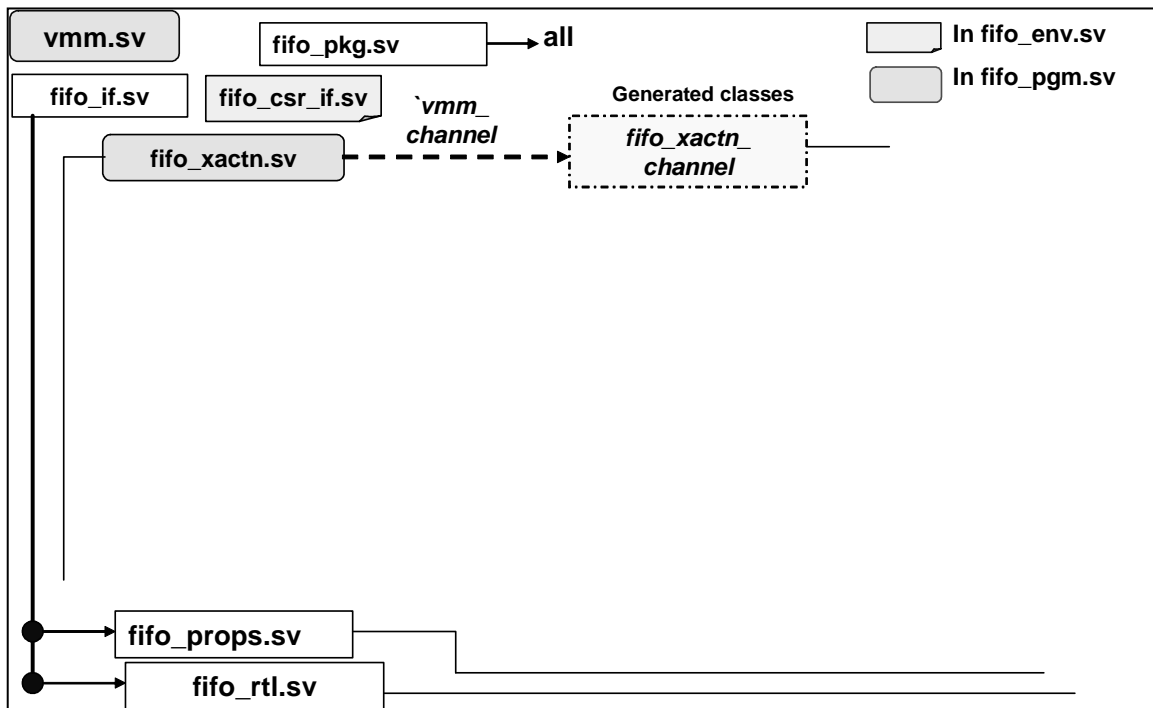 vmm.sv
fifo_pkg.sv
all
In fifo_env.sv
fifo_if.sv
fifo_csr_if.sv
In fifo_pgm.sv
`vmm_
channel
Generated classes
fifo_xactn.sv
fifo_xactn_
channel
fifo_props.sv
fifo_rtl.sv